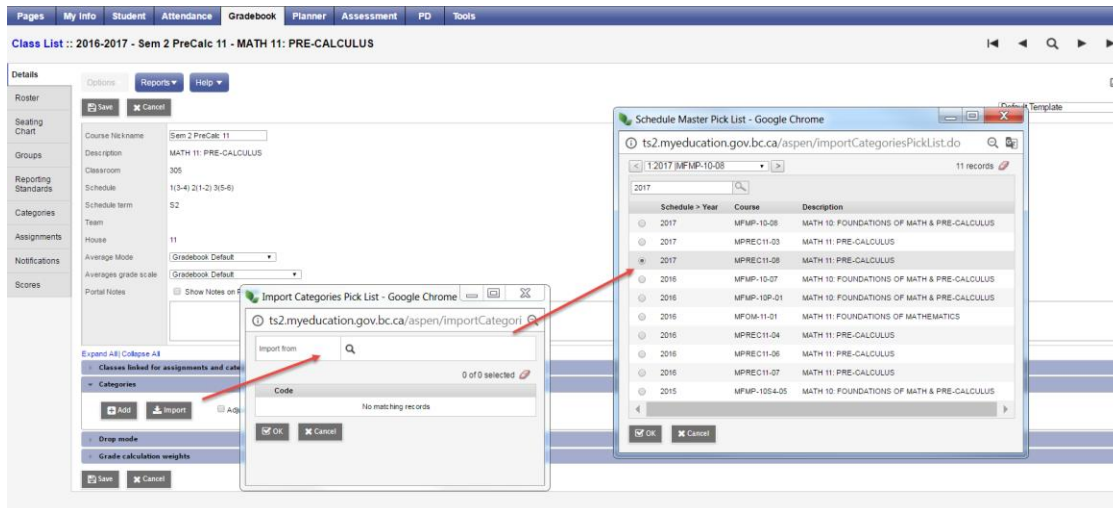 Pages My Info Student Attendance Gradebook Planner Assessment PD Tools
Class List :: 2016-2017 - Sem 2 PreCalc 11 - MATH 11: PRE-CALCULUS
Details
Roster
Seating
Chart
Groups
Reporting
Standards
Categories
Assignments
Notifications
Scores
Options Reports Help
Save Cancel
Default Template
Course Nickname Sem 2 PreCalc 11
Description MATH 11: PRE-CALCULUS
Classroom 305
Schedule 1(3-4) 2(1-2) 3(5-6)
Schedule term S2
Team
House 11
Average Mode Gradebook Default
Averages grade scale Gradebook Default
Portal Notes Show Notes on
Expand All| Collapse All
Classes linked for assignments and cate
Categories
Add Import Adju
Drop mode
Grade calculation weights
Save Cancel
Import Categories Pick List - Google Chrome
ts2.myeducation.gov.bc.ca/aspen/importCategori
Import from
0 of 0 selected
Code
No matching records
OK Cancel
Schedule Master Pick List - Google Chrome
ts2.myeducation.gov.bc.ca/aspen/importCategoriesPickList.do
< 1:2017 |MFMP-10-08 > 11 records
2017
Schedule > Year Course Description
2017 MFMP-10-08 MATH 10: FOUNDATIONS OF MATH & PRE-CALCULUS
2017 MPREC11-03 MATH 11: PRE-CALCULUS
2017 MPREC11-08 MATH 11: PRE-CALCULUS
2016 MFMP-10-07 MATH 10: FOUNDATIONS OF MATH & PRE-CALCULUS
2016 MFMP-10P-01 MATH 10: FOUNDATIONS OF MATH & PRE-CALCULUS
2016 MFOM-11-01 MATH 11: FOUNDATIONS OF MATHEMATICS
2016 MPREC11-04 MATH 11: PRE-CALCULUS
2016 MPREC11-06 MATH 11: PRE-CALCULUS
2016 MPREC11-07 MATH 11: PRE-CALCULUS
2015 MFMP-10S4-05 MATH 10: FOUNDATIONS OF MATH & PRE-CALCULUS
OK Cancel